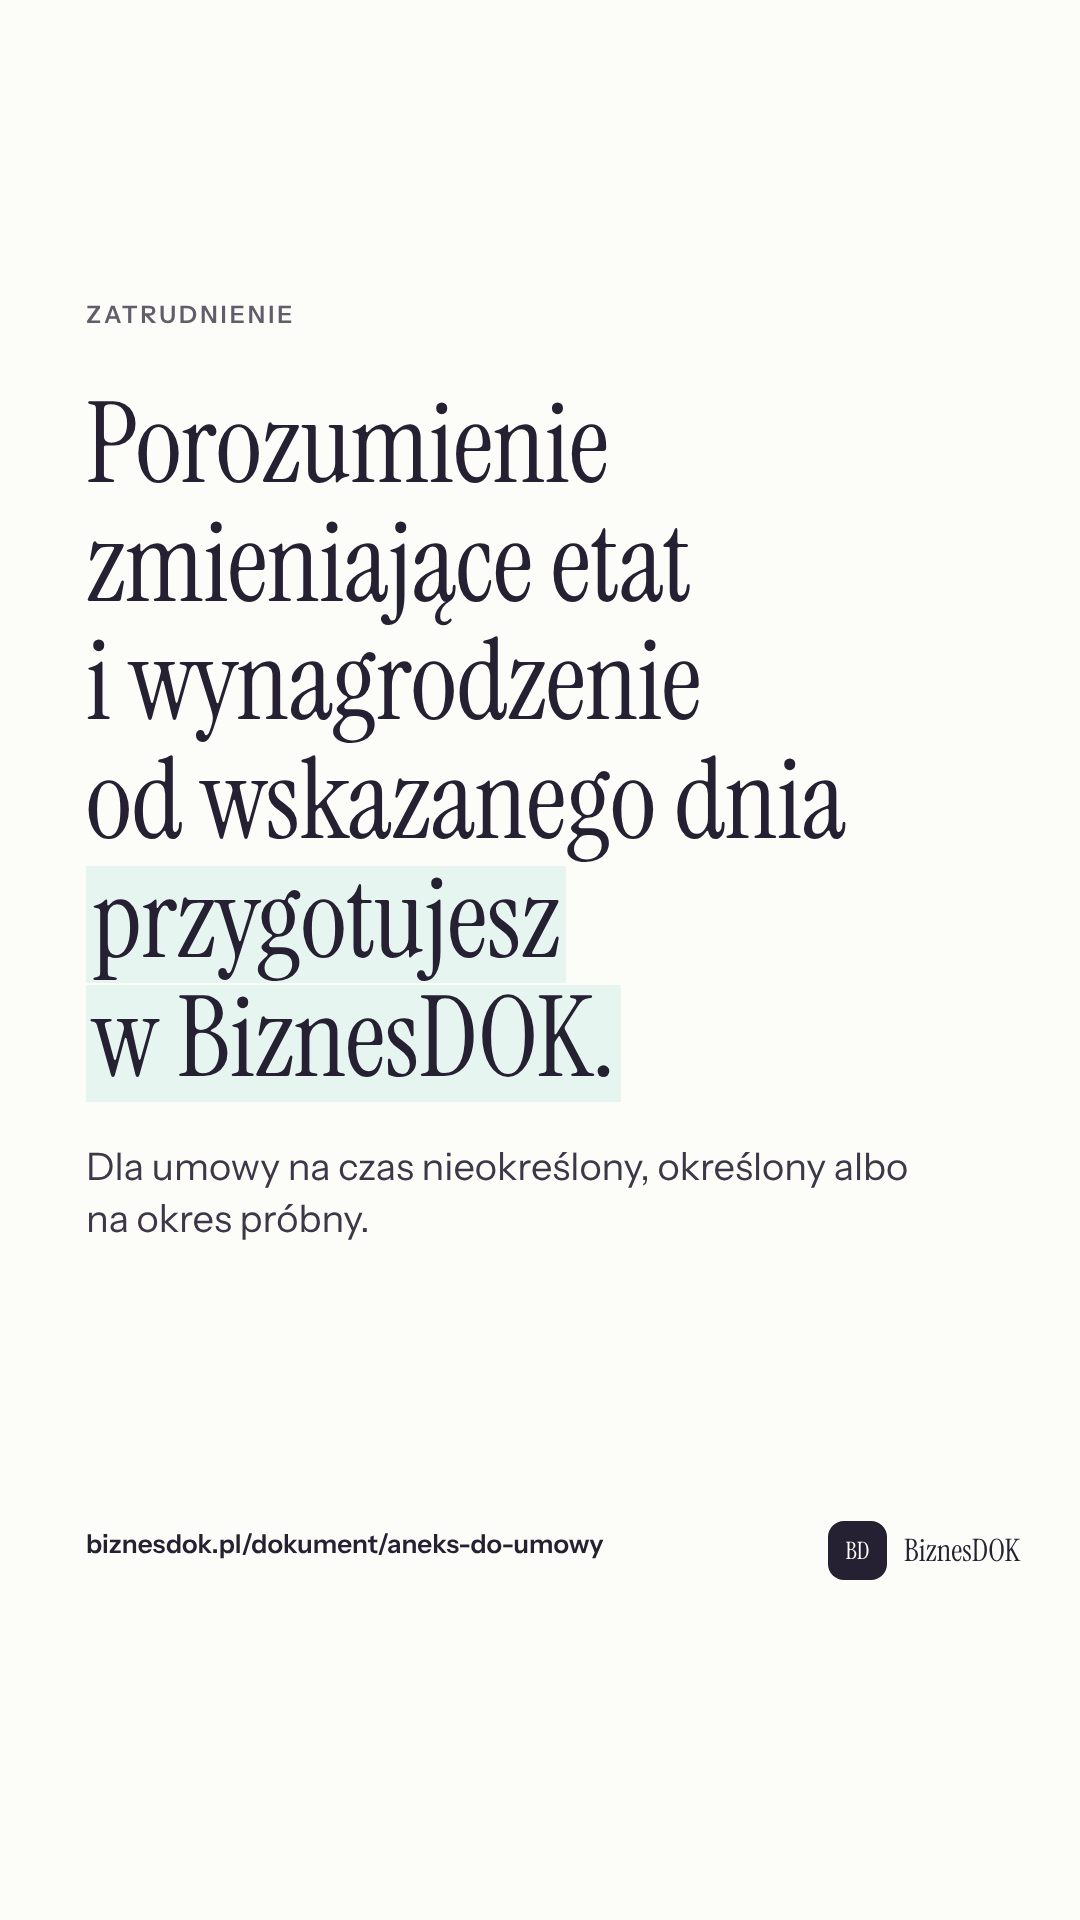 ZATRUDNIENIE
Porozumienie
zmieniające etat
i wynagrodzenie
od wskazanego dnia
przygotujesz
w BiznesDOK.
Dla umowy na czas nieokreślony, określony albo
na okres próbny.
biznesdok.pl/dokument/aneks-do-umowy
BD BiznesDOK